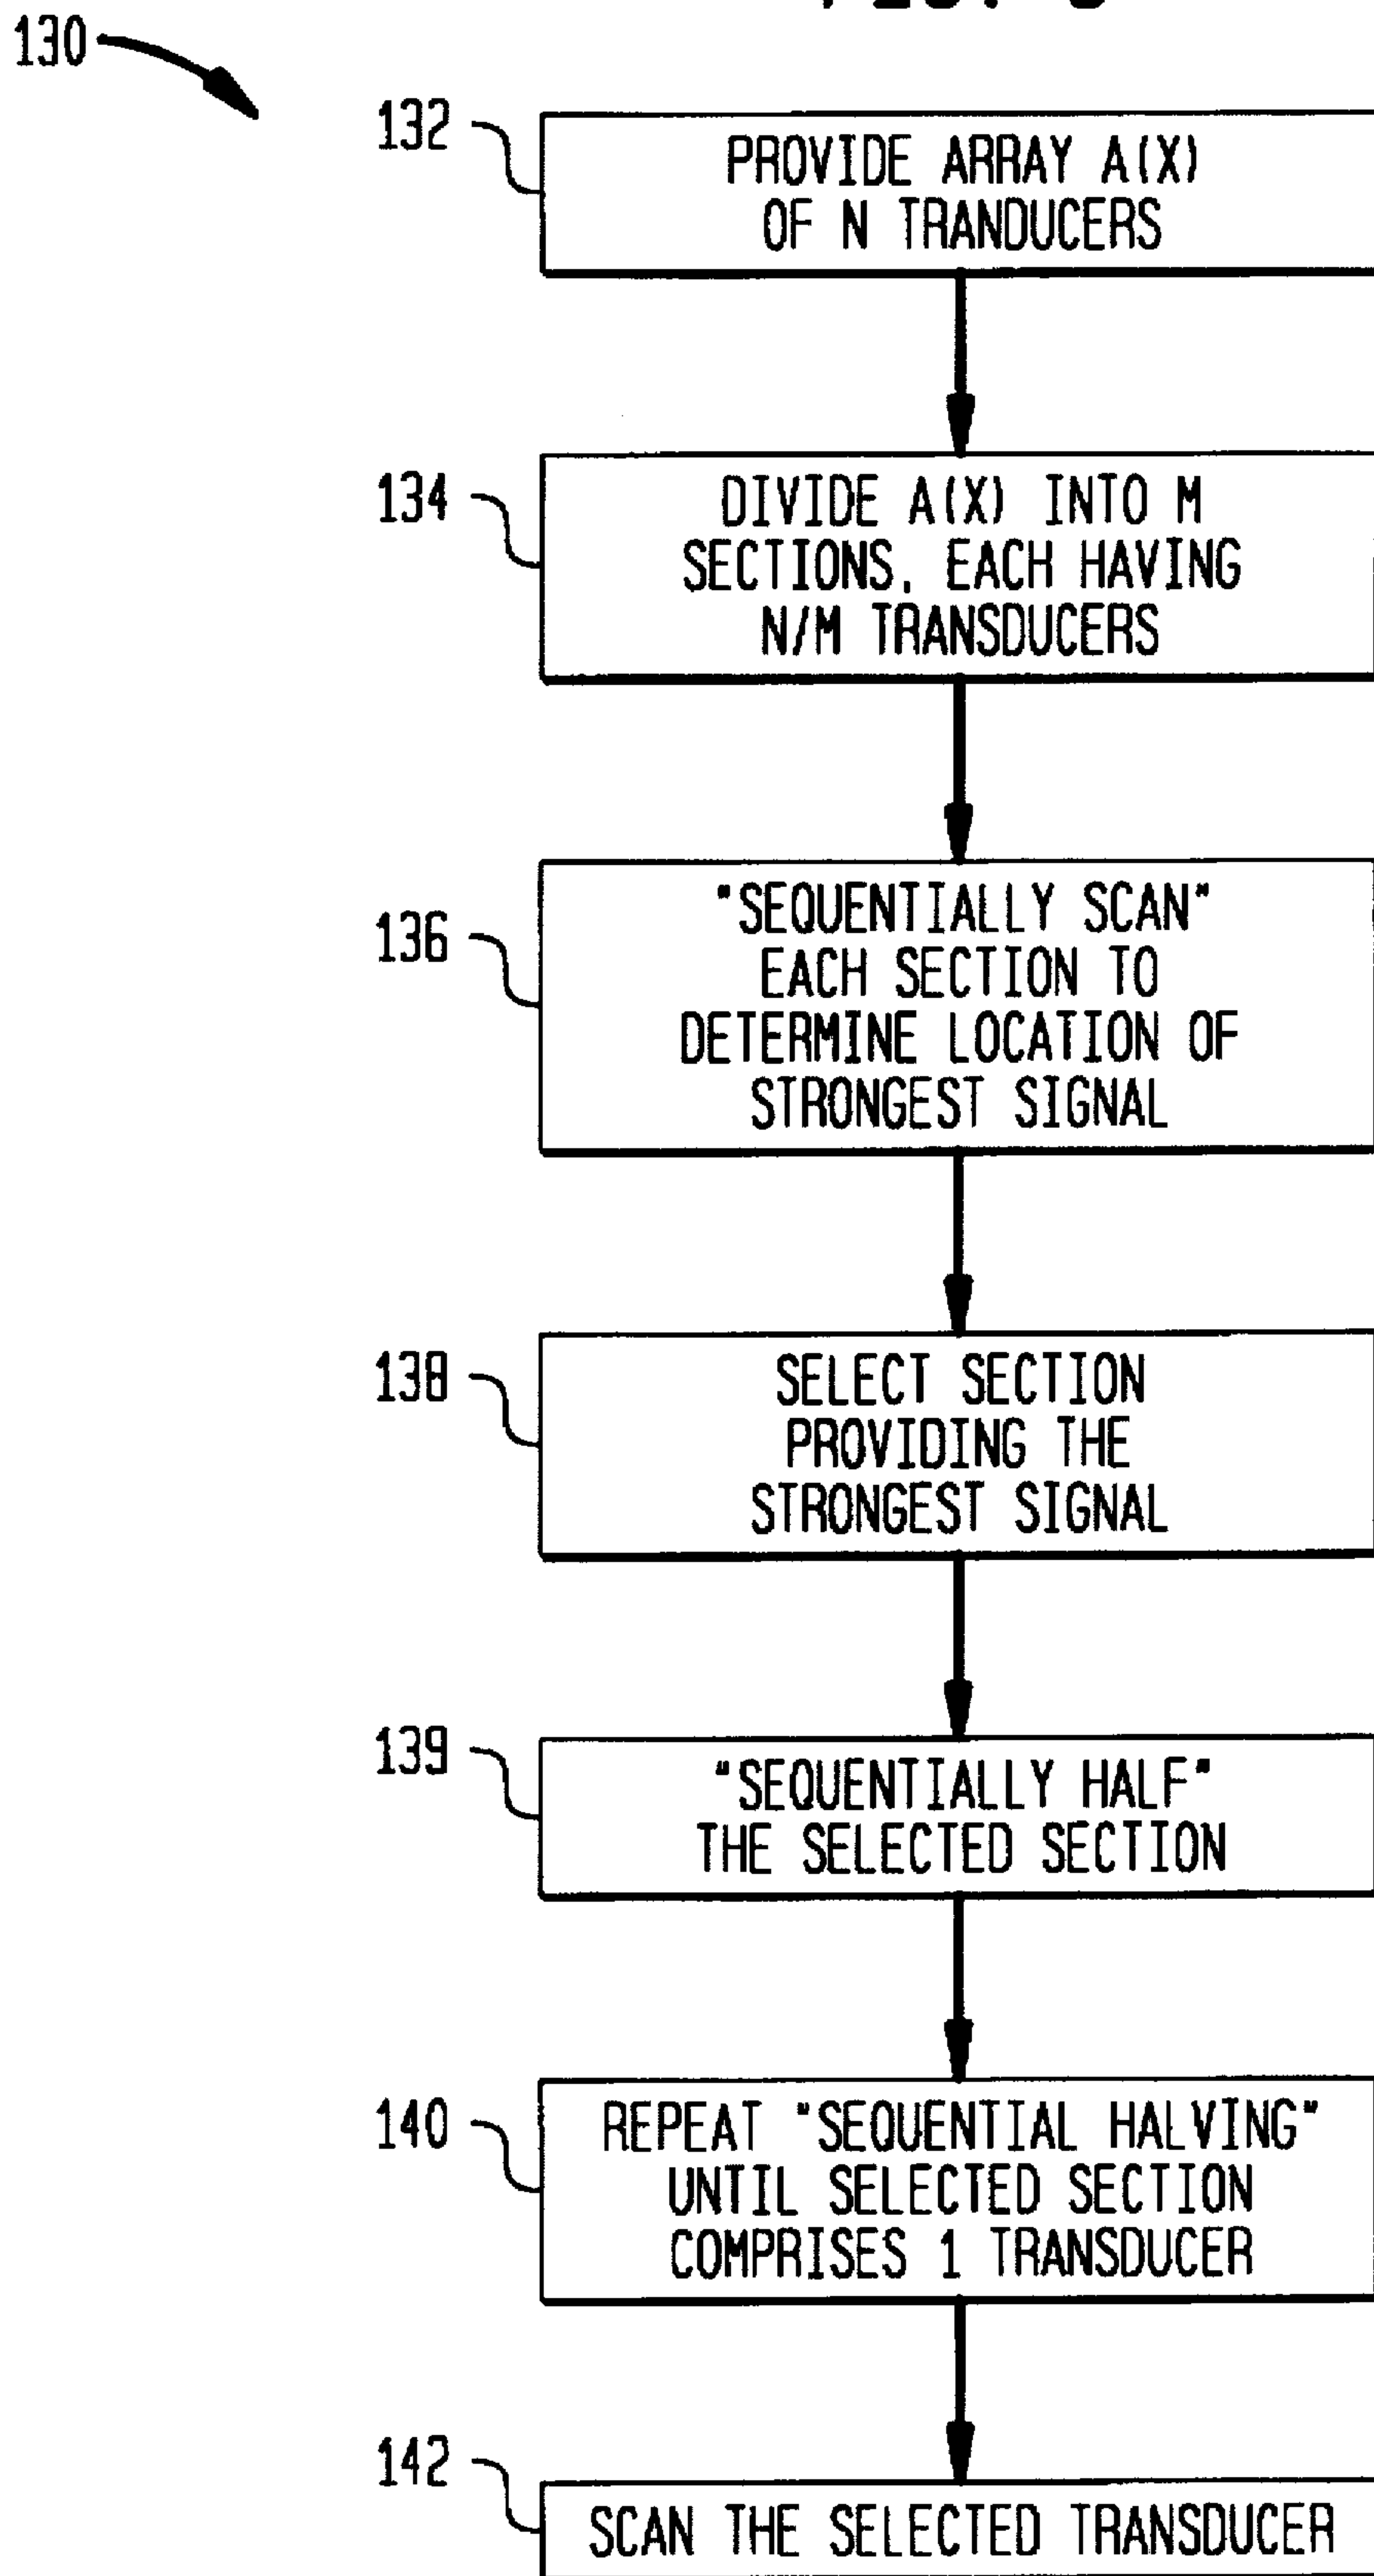 130
132
PROVIDE ARRAY A(X)
OF N TRANDUCERS
134
DIVIDE A(X) INTO M
SECTIONS, EACH HAVING
N/M TRANSDUCERS
136
"SEQUENTIALLY SCAN"
EACH SECTION TO
DETERMINE LOCATION OF
STRONGEST SIGNAL
138
SELECT SECTION
PROVIDING THE
STRONGEST SIGNAL
139
"SEQUENTIALLY HALF"
THE SELECTED SECTION
140
REPEAT "SEQUENTIAL HALVING"
UNTIL SELECTED SECTION
COMPRISES 1 TRANSDUCER
142
SCAN THE SELECTED TRANSDUCER